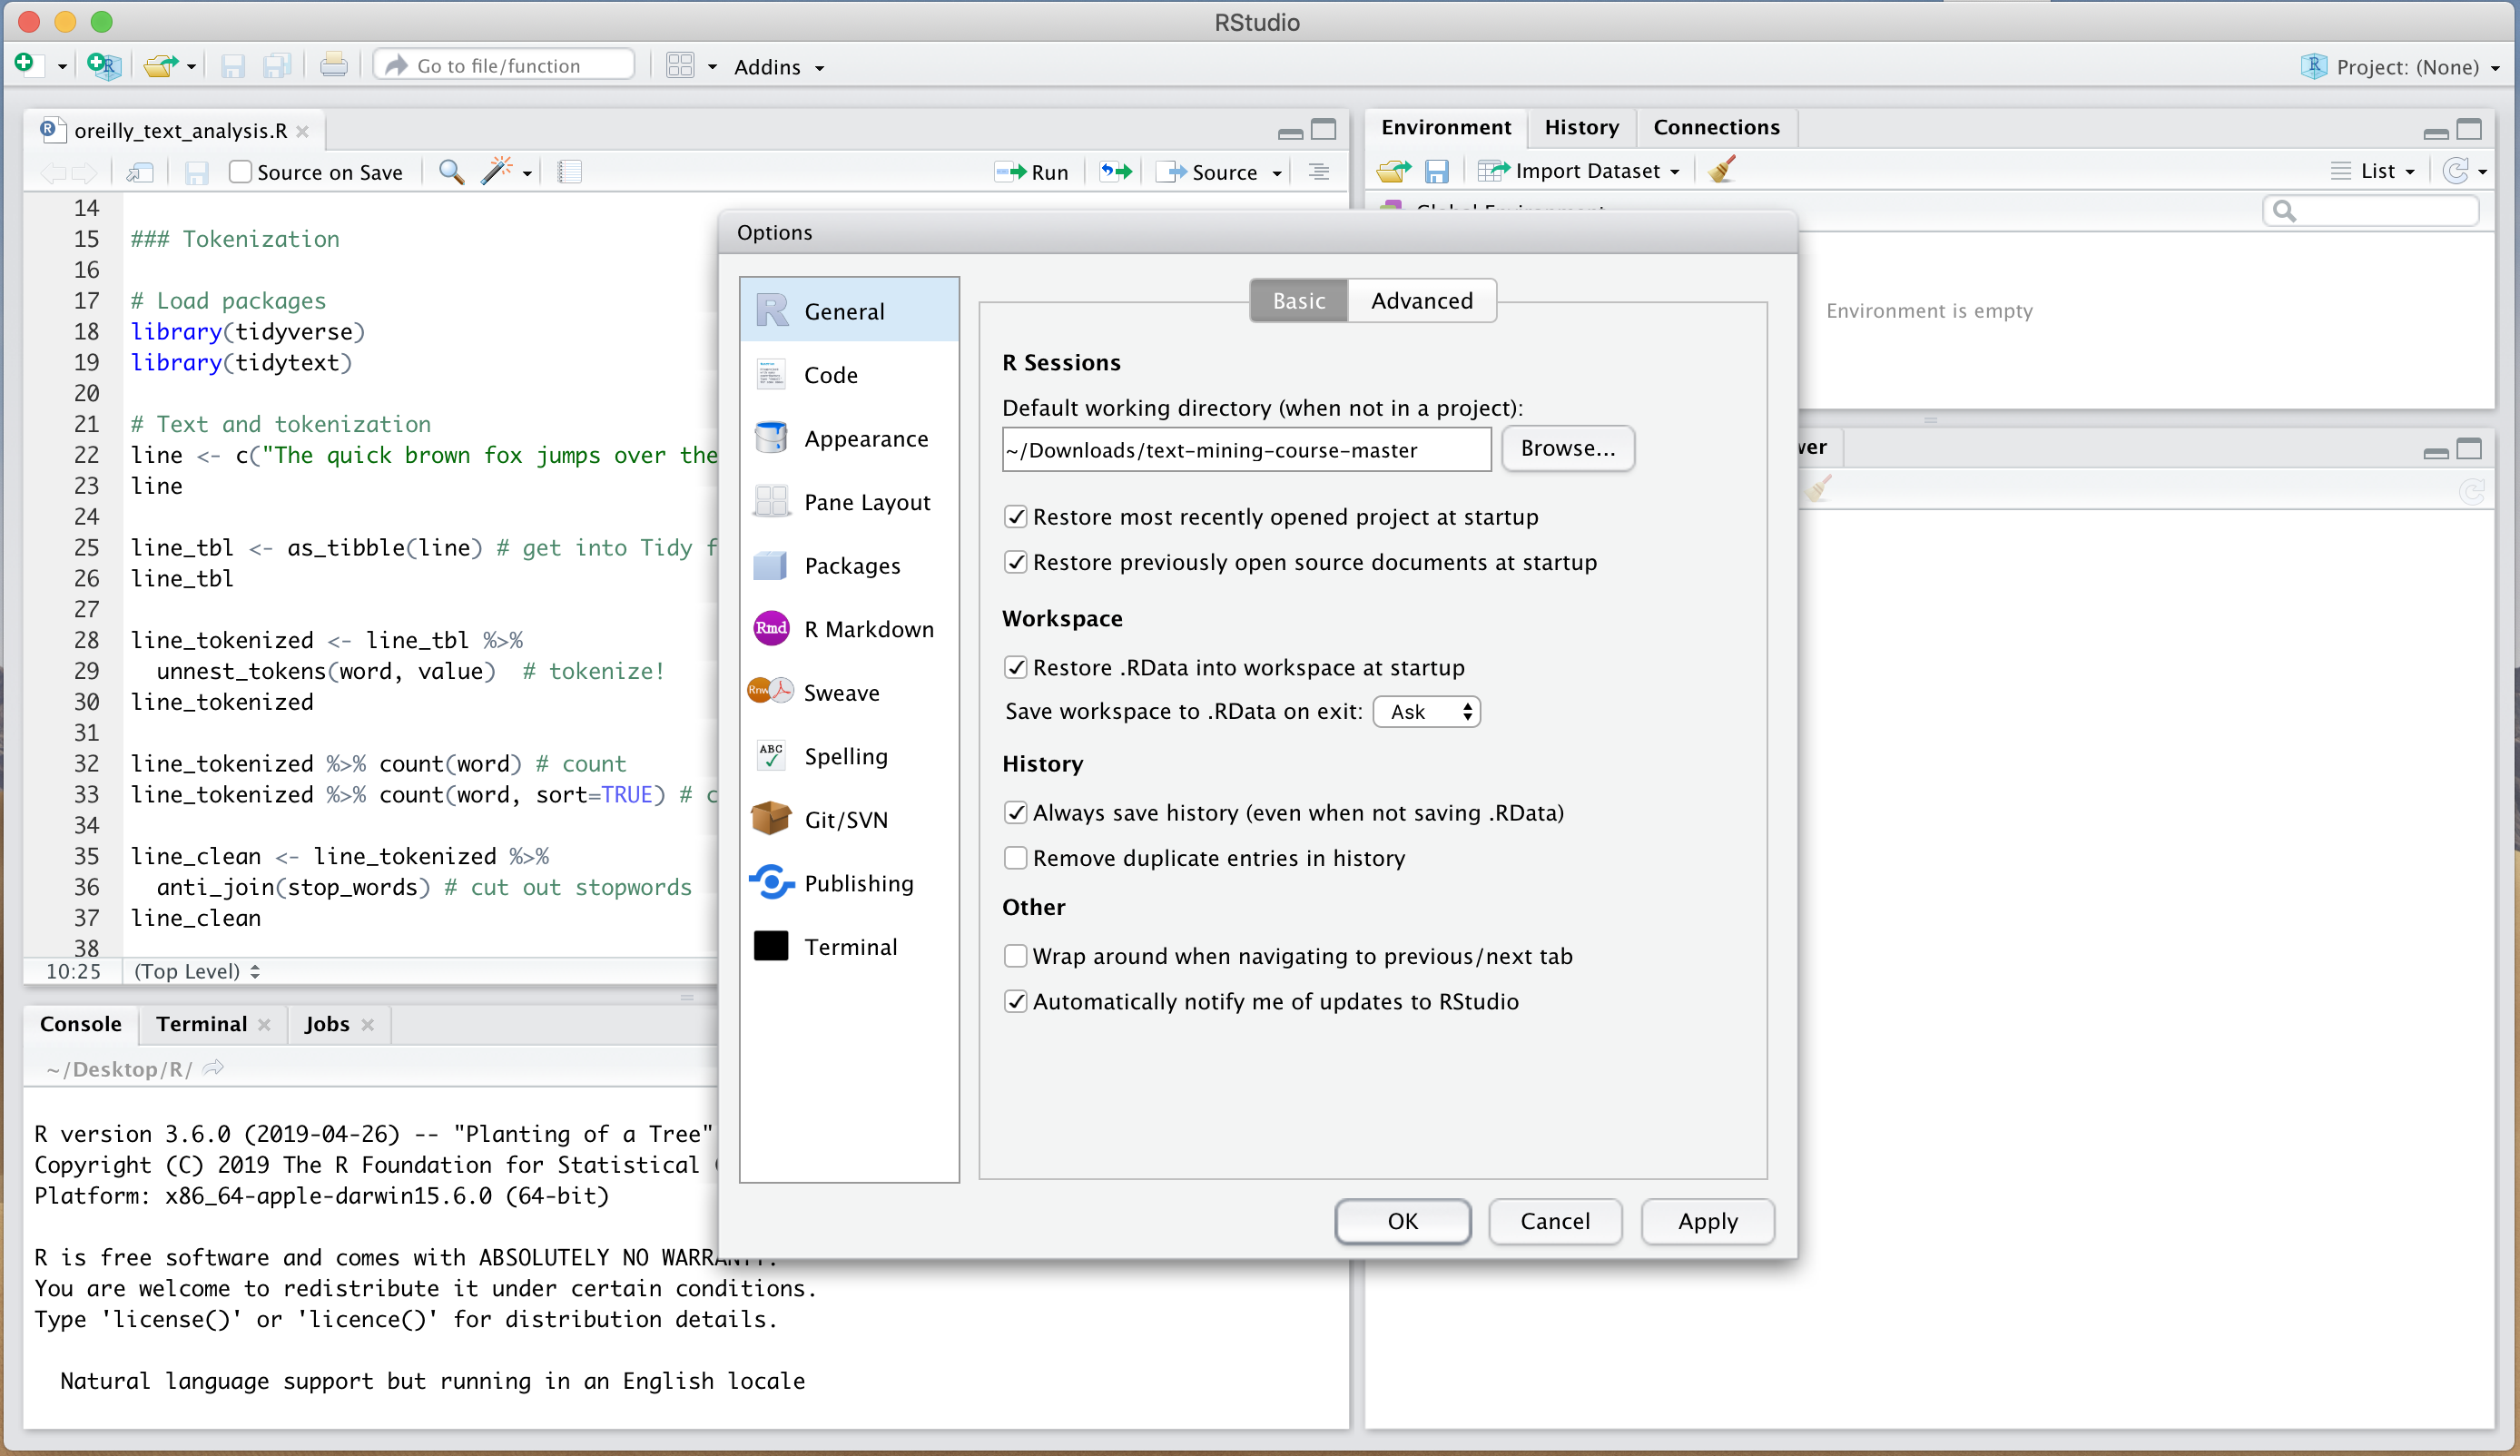 RStudio
Go to file/function
Addins
Project: (None)
oreilly_text_analysis.R
Source on Save
Run
Source
14
15 ### Tokenization
16
17 # Load packages
18 library(tidyverse)
19 library(tidytext)
20
21 # Text and tokenization
22 line <- c("The quick brown fox jumps over the
23 line
24
25 line_tbl <- as_tibble(line) # get into Tidy f
26 line_tbl
27
28 line_tokenized <- line_tbl %>%
29 unnest_tokens(word, value) # tokenize!
30 line_tokenized
31
32 line_tokenized %>% count(word) # count
33 line_tokenized %>% count(word, sort=TRUE) # c
34
35 line_clean <- line_tokenized %>%
36 anti_join(stop_words) # cut out stopwords
37 line_clean
38
10:25 (Top Level)
Console Terminal Jobs
~/Desktop/R/
R version 3.6.0 (2019-04-26) -- "Planting of a Tree"
Copyright (C) 2019 The R Foundation for Statistical
Platform: x86_64-apple-darwin15.6.0 (64-bit)
R is free software and comes with ABSOLUTELY NO WARRANTY.
You are welcome to redistribute it under certain conditions.
Type 'license()' or 'licence()' for distribution details.
Natural language support but running in an English locale
Environment History Connections
Import Dataset
List
Global Environment
Environment is empty
wer
Options
General
Code
Appearance
Pane Layout
Packages
Rmd R Markdown
Rnw Sweave
ABC Spelling
Git/SVN
Publishing
Terminal
Basic Advanced
R Sessions
Default working directory (when not in a project):
~/Downloads/text-mining-course-master
Browse...
Restore most recently opened project at startup
Restore previously open source documents at startup
Workspace
Restore .RData into workspace at startup
Save workspace to .RData on exit: Ask
History
Always save history (even when not saving .RData)
Remove duplicate entries in history
Other
Wrap around when navigating to previous/next tab
Automatically notify me of updates to RStudio
OK Cancel Apply